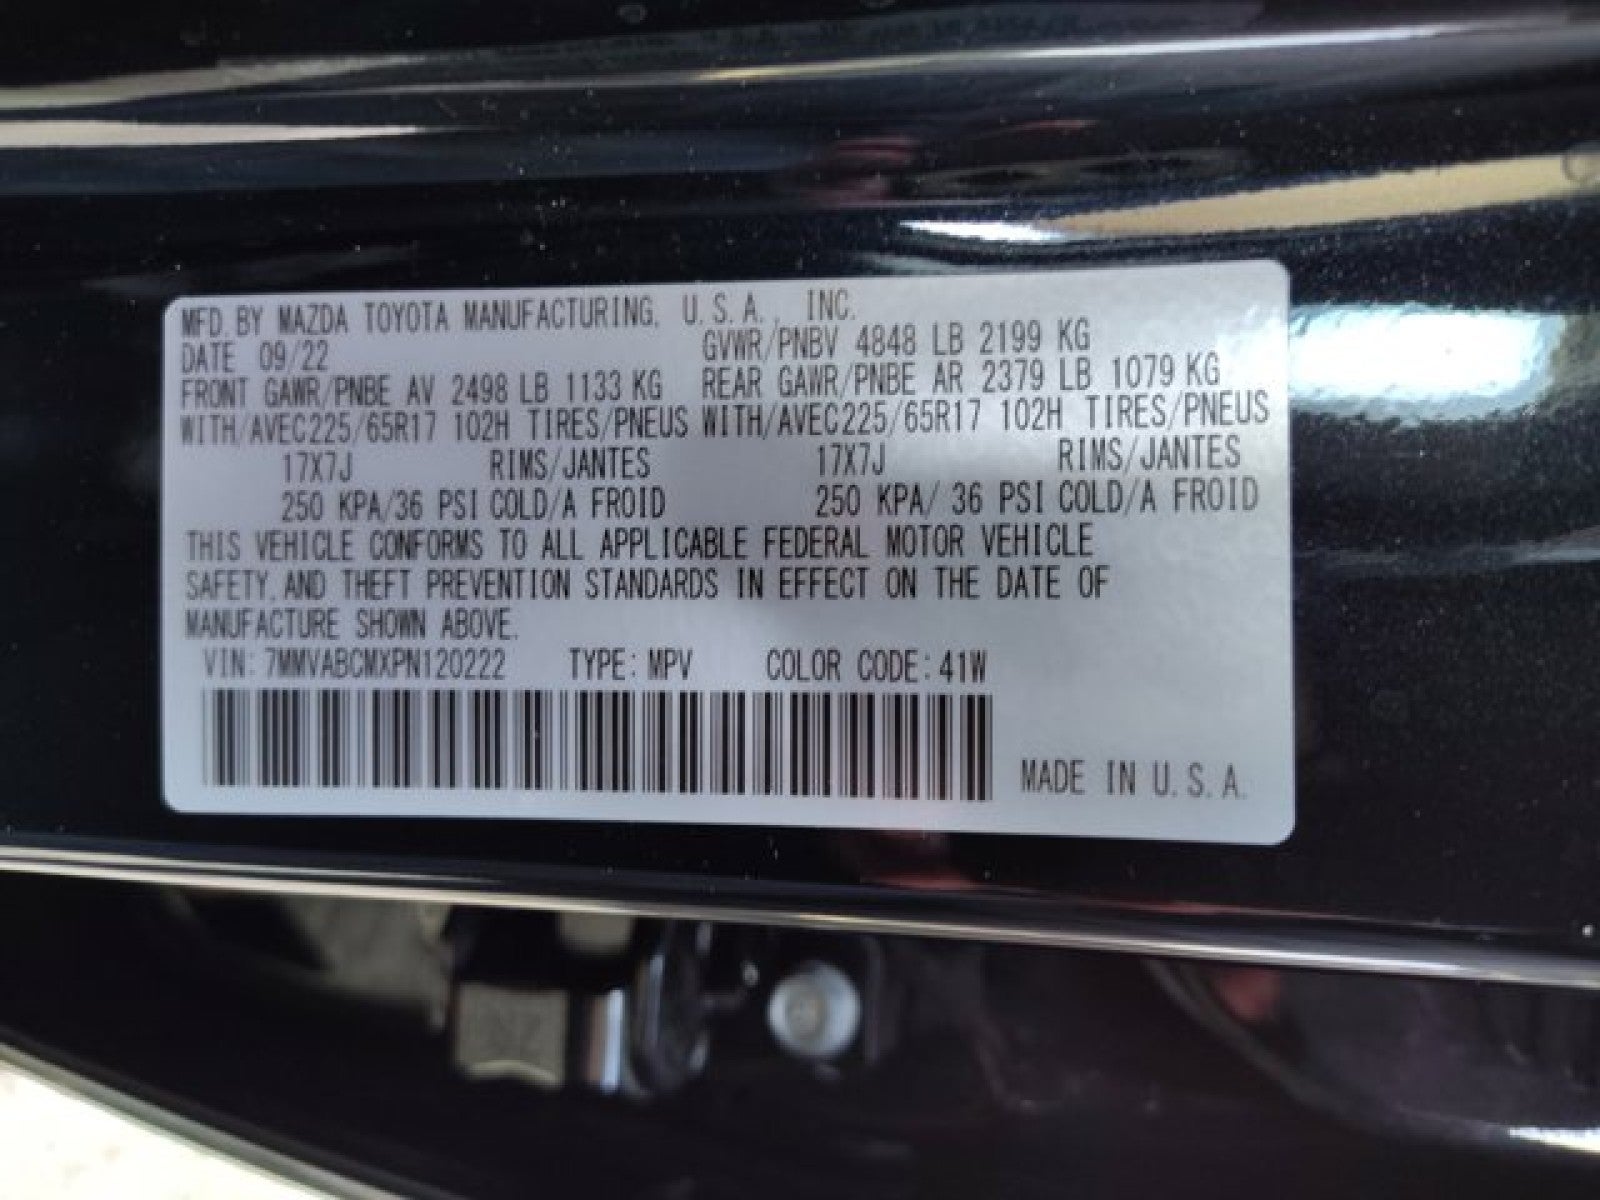 MFD. BY MAZDA TOYOTA MANUFACTURING, U.S.A., INC.
DATE 09/22 GVWR/PNBV 4848 LB 2199 KG
FRONT GAWR/PNBE AV 2498 LB 1133 KG REAR GAWR/PNBE AR 2379 LB 1079 KG
WITH/AVEC225/65R17 102H TIRES/PNEUS WITH/AVEC225/65R17 102H TIRES/PNEUS
17X7J RIMS/JANTES 17X7J RIMS/JANTES
250 KPA/36 PSI COLD/A FROID 250 KPA/ 36 PSI COLD/A FROID
THIS VEHICLE CONFORMS TO ALL APPLICABLE FEDERAL MOTOR VEHICLE
SAFETY, AND THEFT PREVENTION STANDARDS IN EFFECT ON THE DATE OF
MANUFACTURE SHOWN ABOVE.
VIN: 7MMVABCMXPN120222 TYPE: MPV COLOR CODE: 41W
MADE IN U.S.A.